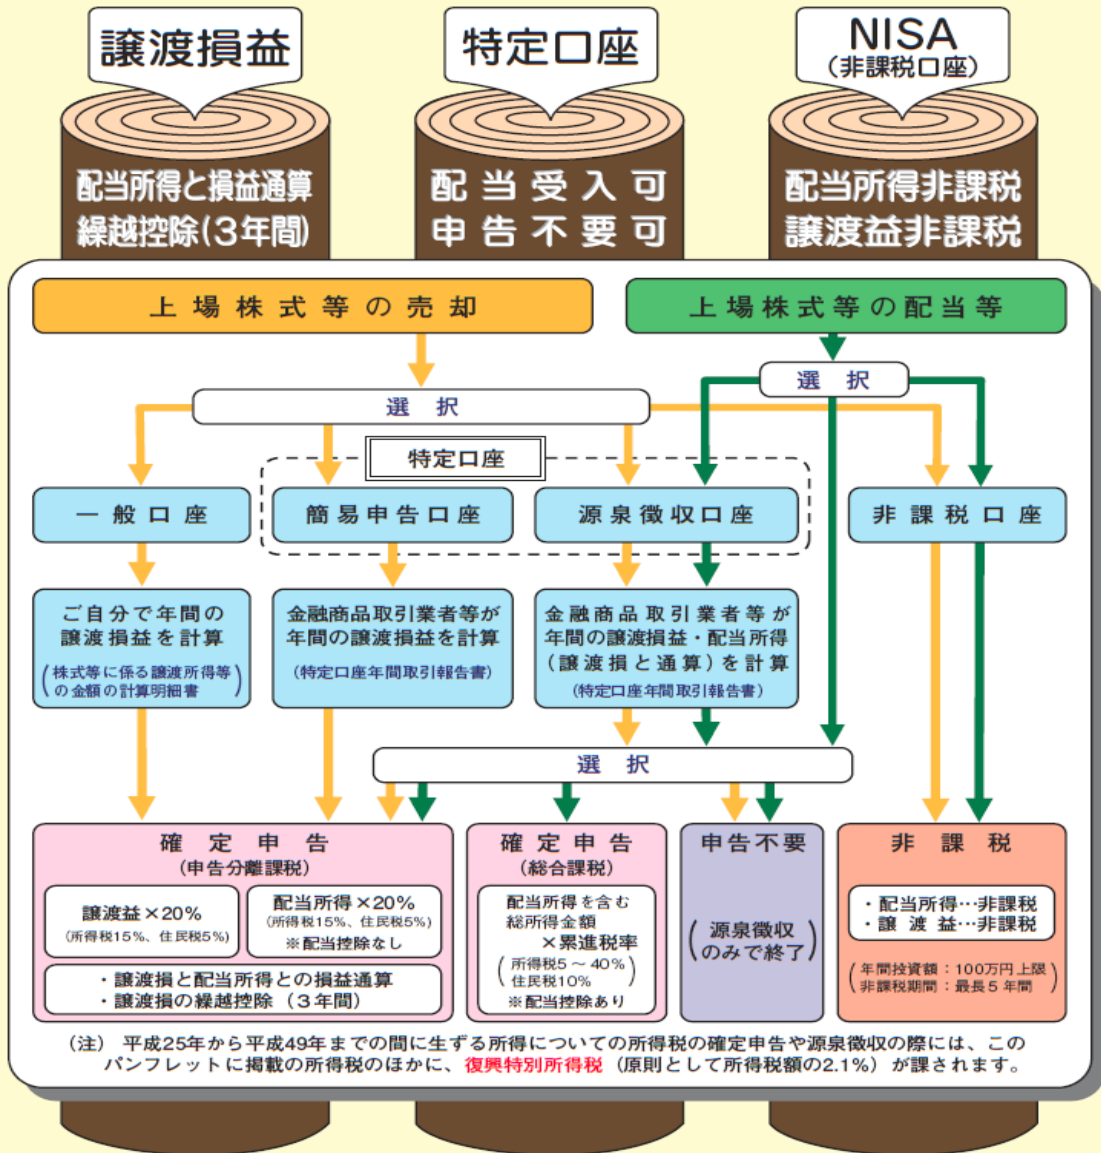 譲渡損益
特定口座
NISA
(非課税口座)
配当所得と損益通算
繰越控除(3年間)
配当受入可
申告不要可
配当所得非課税
譲渡益非課税
上場株式等の売却
上場株式等の配当等
選択
選択
特定口座
一般口座
簡易申告口座
源泉徴収口座
非課税口座
ご自分で年間の
譲渡損益を計算
(株式等に係る譲渡所得等
の金額の計算明細書)
金融商品取引業者等が
年間の譲渡損益を計算
(特定口座年間取引報告書)
金融商品取引業者等が
年間の譲渡損益・配当所得
(譲渡損と通算)を計算
(特定口座年間取引報告書)
選択
確定申告
(申告分離課税)
譲渡益×20%
(所得税15%、住民税5%)
配当所得×20%
(所得税15%、住民税5%)
※配当控除なし
・譲渡損と配当所得との損益通算
・譲渡損の繰越控除(3年間)
確定申告
(総合課税)
配当所得を含む
総所得金額
×累進税率
(所得税5～40%
住民税10%)
※配当控除あり
申告不要
(源泉徴収
のみで終了)
非課税
・配当所得…非課税
・譲渡益…非課税
(年間投資額:100万円上限
非課税期間:最長5年間)
(注) 平成25年から平成49年までの間に生ずる所得についての所得税の確定申告や源泉徴収の際には、この
パンフレットに掲載の所得税のほかに、復興特別所得税(原則として所得税額の2.1%)が課されます。